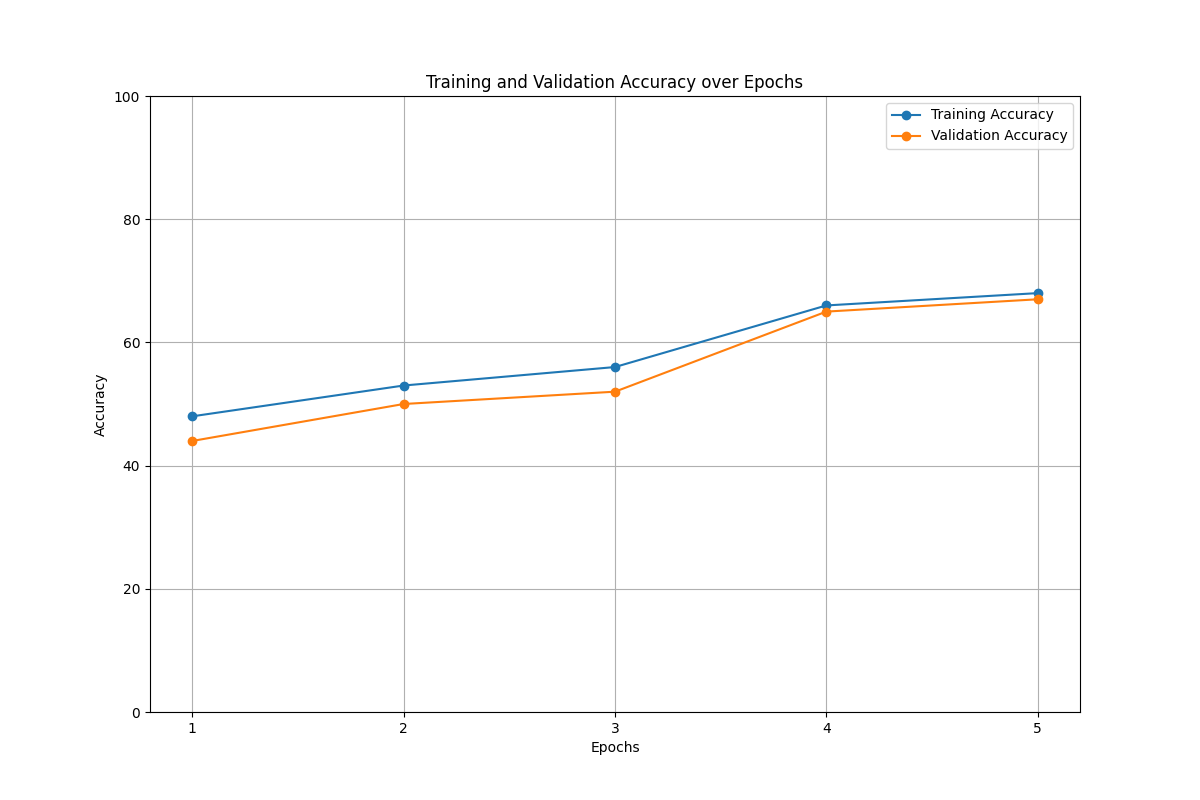 Training and Validation Accuracy over Epochs
100
80
60
40
20
0
Accuracy
Training Accuracy
Validation Accuracy
1 2 3 4 5
Epochs